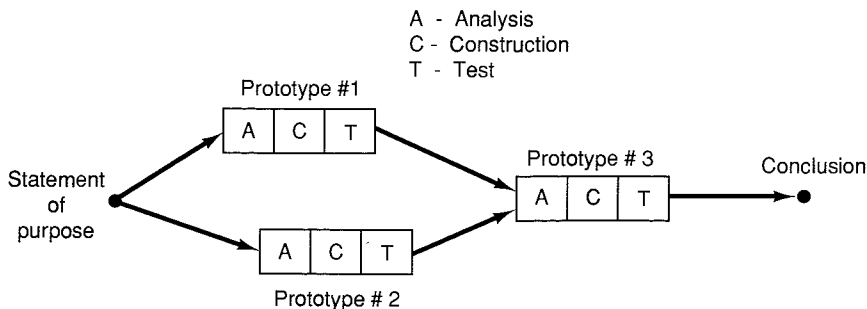 A - Analysis
C - Construction
T - Test
Prototype #1
A C T
Statement
of
purpose
A C T
Prototype # 2
Prototype # 3
A C T
Conclusion